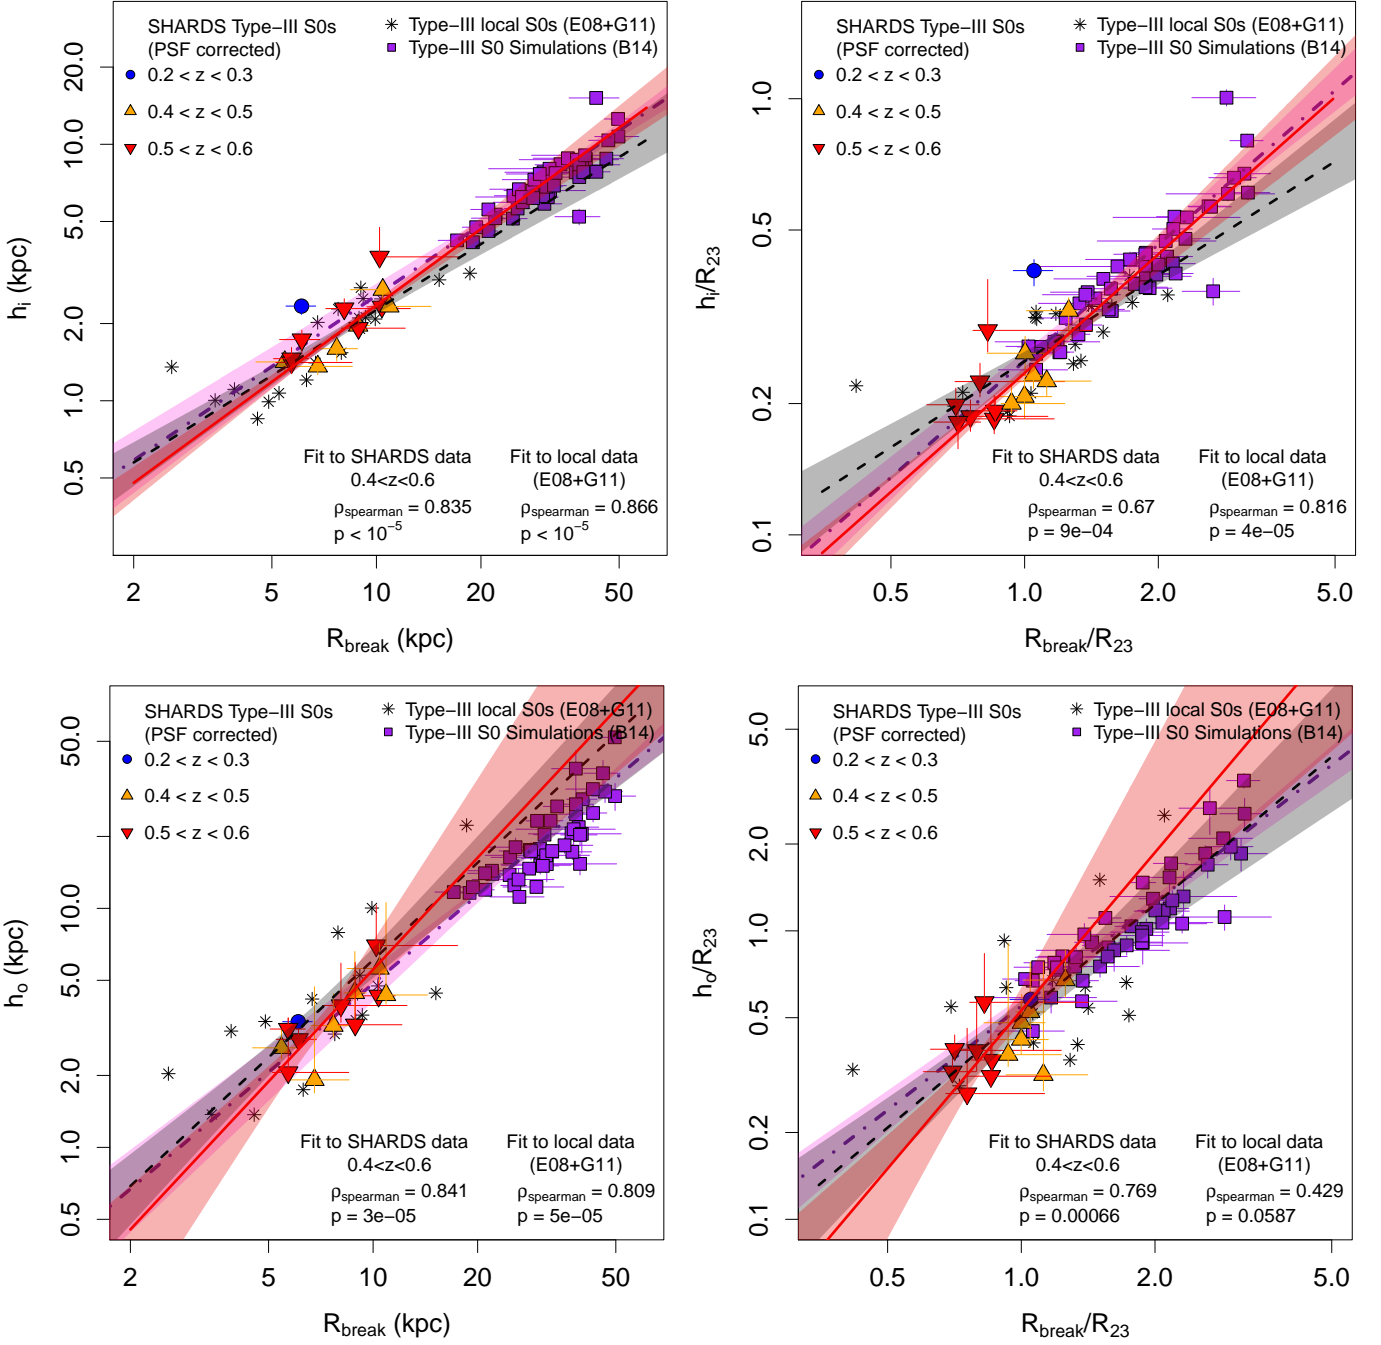 SHARDS Type−III S0s
(PSF corrected)
0.2 < z < 0.3
0.4 < z < 0.5
0.5 < z < 0.6
Type−III local S0s (E08+G11)
Type−III S0 Simulations (B14)
Fit to SHARDS data
0.4<z<0.6
ρspearman = 0.835
p < 10−5
Fit to local data
(E08+G11)
ρspearman = 0.866
p < 10−5
20.0
10.0
5.0
2.0
1.0
0.5
hi (kpc)
2 5 10 20 50
Rbreak (kpc)
SHARDS Type−III S0s
(PSF corrected)
0.2 < z < 0.3
0.4 < z < 0.5
0.5 < z < 0.6
Type−III local S0s (E08+G11)
Type−III S0 Simulations (B14)
Fit to SHARDS data
0.4<z<0.6
ρspearman = 0.67
p = 9e−04
Fit to local data
(E08+G11)
ρspearman = 0.816
p = 4e−05
1.0
0.5
0.2
0.1
hi/R23
0.5 1.0 2.0 5.0
Rbreak/R23
SHARDS Type−III S0s
(PSF corrected)
0.2 < z < 0.3
0.4 < z < 0.5
0.5 < z < 0.6
Type−III local S0s (E08+G11)
Type−III S0 Simulations (B14)
Fit to SHARDS data
0.4<z<0.6
ρspearman = 0.841
p = 3e−05
Fit to local data
(E08+G11)
ρspearman = 0.809
p = 5e−05
50.0
10.0
5.0
2.0
1.0
0.5
ho (kpc)
2 5 10 20 50
Rbreak (kpc)
SHARDS Type−III S0s
(PSF corrected)
0.2 < z < 0.3
0.4 < z < 0.5
0.5 < z < 0.6
Type−III local S0s (E08+G11)
Type−III S0 Simulations (B14)
Fit to SHARDS data
0.4<z<0.6
ρspearman = 0.769
p = 0.00066
Fit to local data
(E08+G11)
ρspearman = 0.429
p = 0.0587
5.0
2.0
1.0
0.5
0.2
0.1
ho/R23
0.5 1.0 2.0 5.0
Rbreak/R23